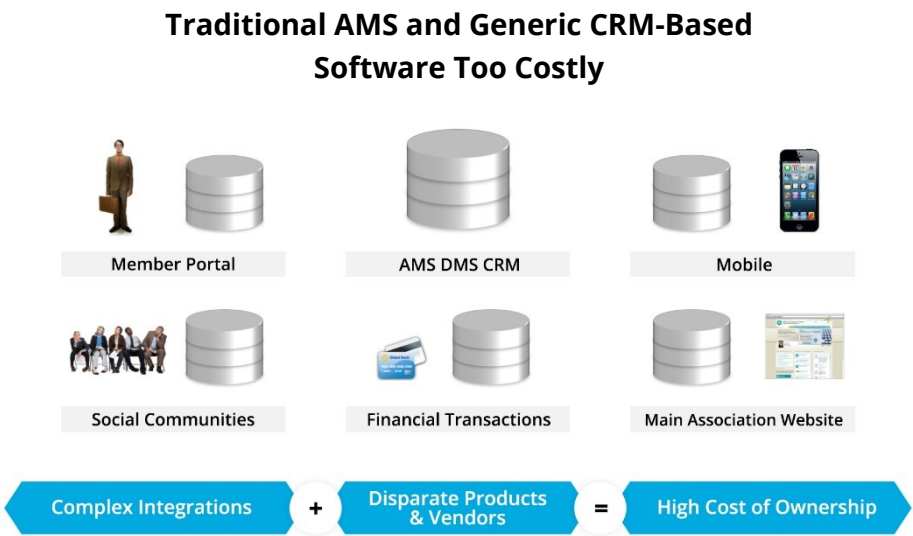 Traditional AMS and Generic CRM-Based
Software Too Costly
Member Portal
AMS DMS CRM
Mobile
Social Communities
Financial Transactions
Main Association Website
Complex Integrations
+
Disparate Products
& Vendors
=
High Cost of Ownership